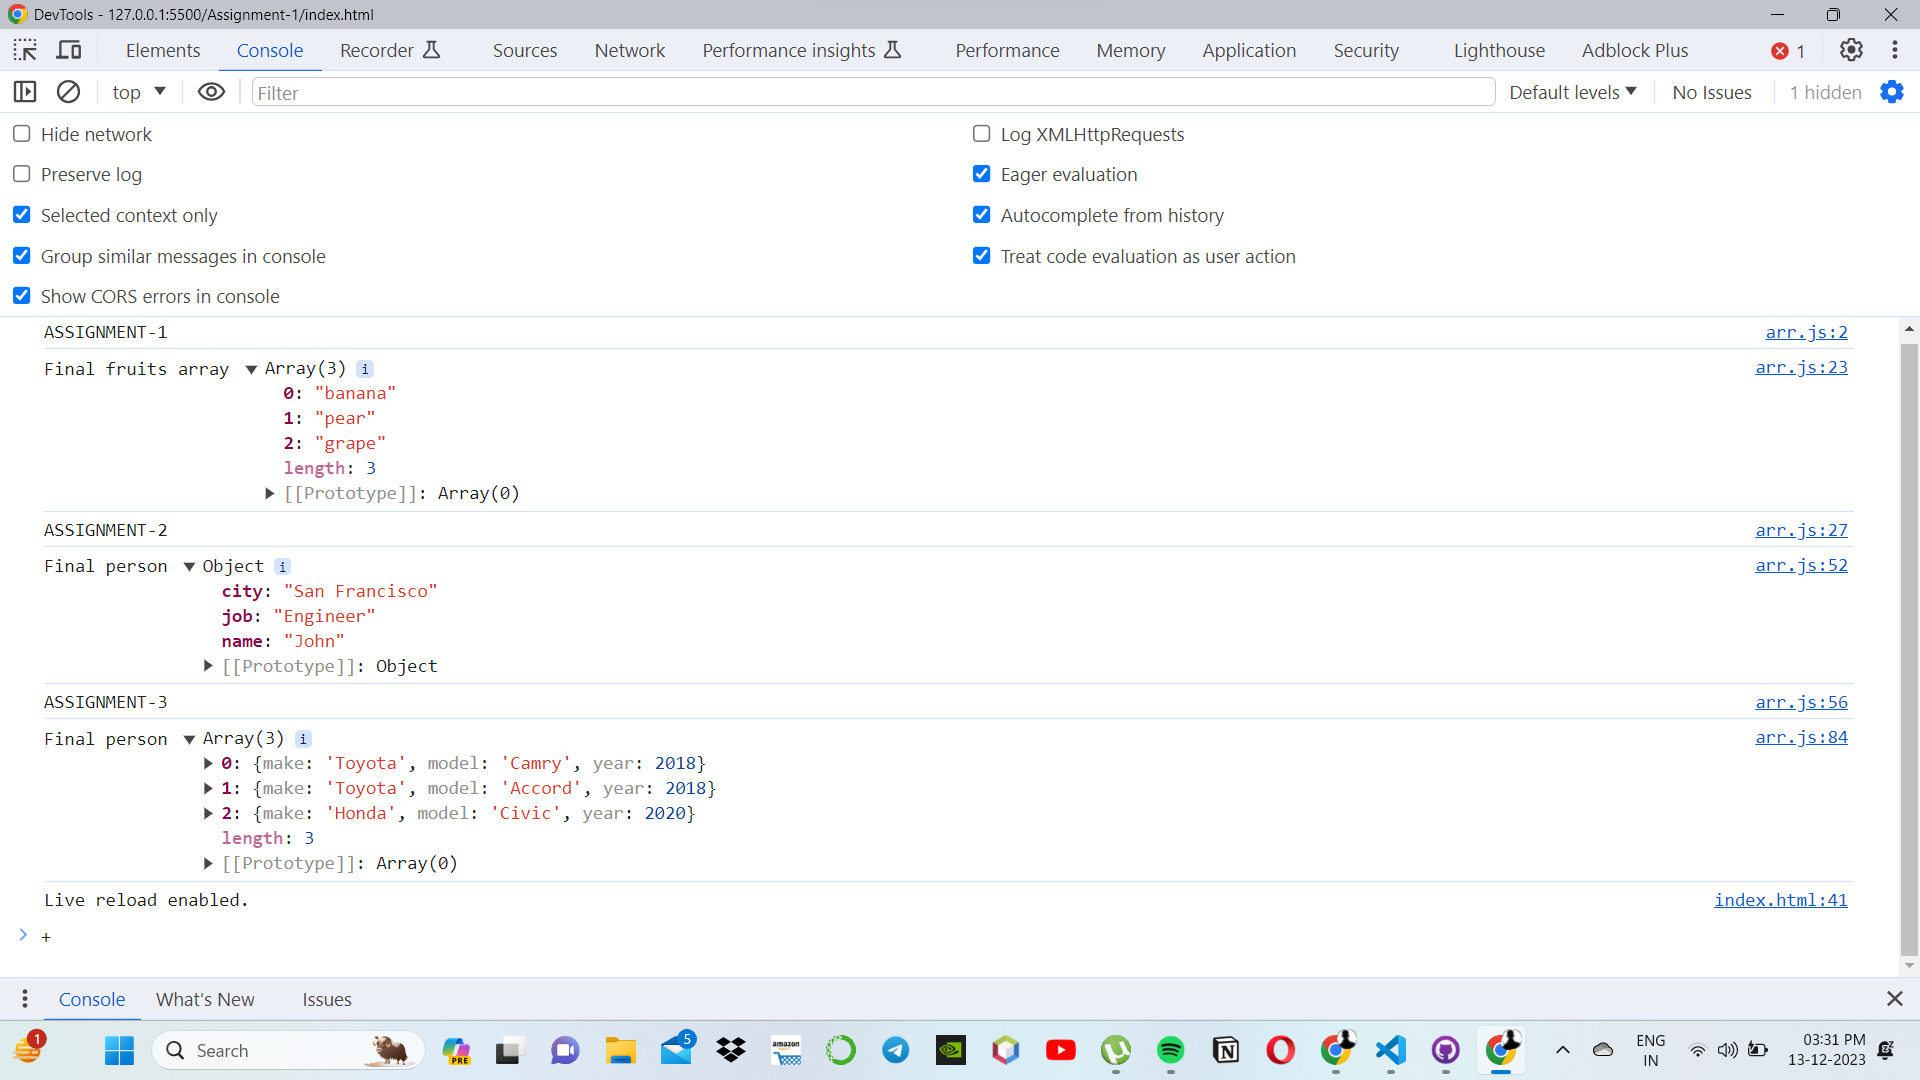 DevTools - 127.0.0.1:5500/Assignment-1/index.html
Elements Console Recorder Sources Network Performance insights Performance Memory Application Security Lighthouse Adblock Plus 1
top Filter Default levels No Issues 1 hidden
Hide network Log XMLHttpRequests
Preserve log Eager evaluation
Selected context only Autocomplete from history
Group similar messages in console Treat code evaluation as user action
Show CORS errors in console
ASSIGNMENT-1 arr.js:2
Final fruits array Array(3) i arr.js:23
0: "banana"
1: "pear"
2: "grape"
length: 3
[[Prototype]]: Array(0)
ASSIGNMENT-2 arr.js:27
Final person Object i arr.js:52
city: "San Francisco"
job: "Engineer"
name: "John"
[[Prototype]]: Object
ASSIGNMENT-3 arr.js:56
Final person Array(3) i arr.js:84
0: {make: 'Toyota', model: 'Camry', year: 2018}
1: {make: 'Toyota', model: 'Accord', year: 2018}
2: {make: 'Honda', model: 'Civic', year: 2020}
length: 3
[[Prototype]]: Array(0)
Live reload enabled. index.html:41
> +
Console What's New Issues
1 Search PRE 5 amazon N ENG 03:31 PM
IN 13-12-2023